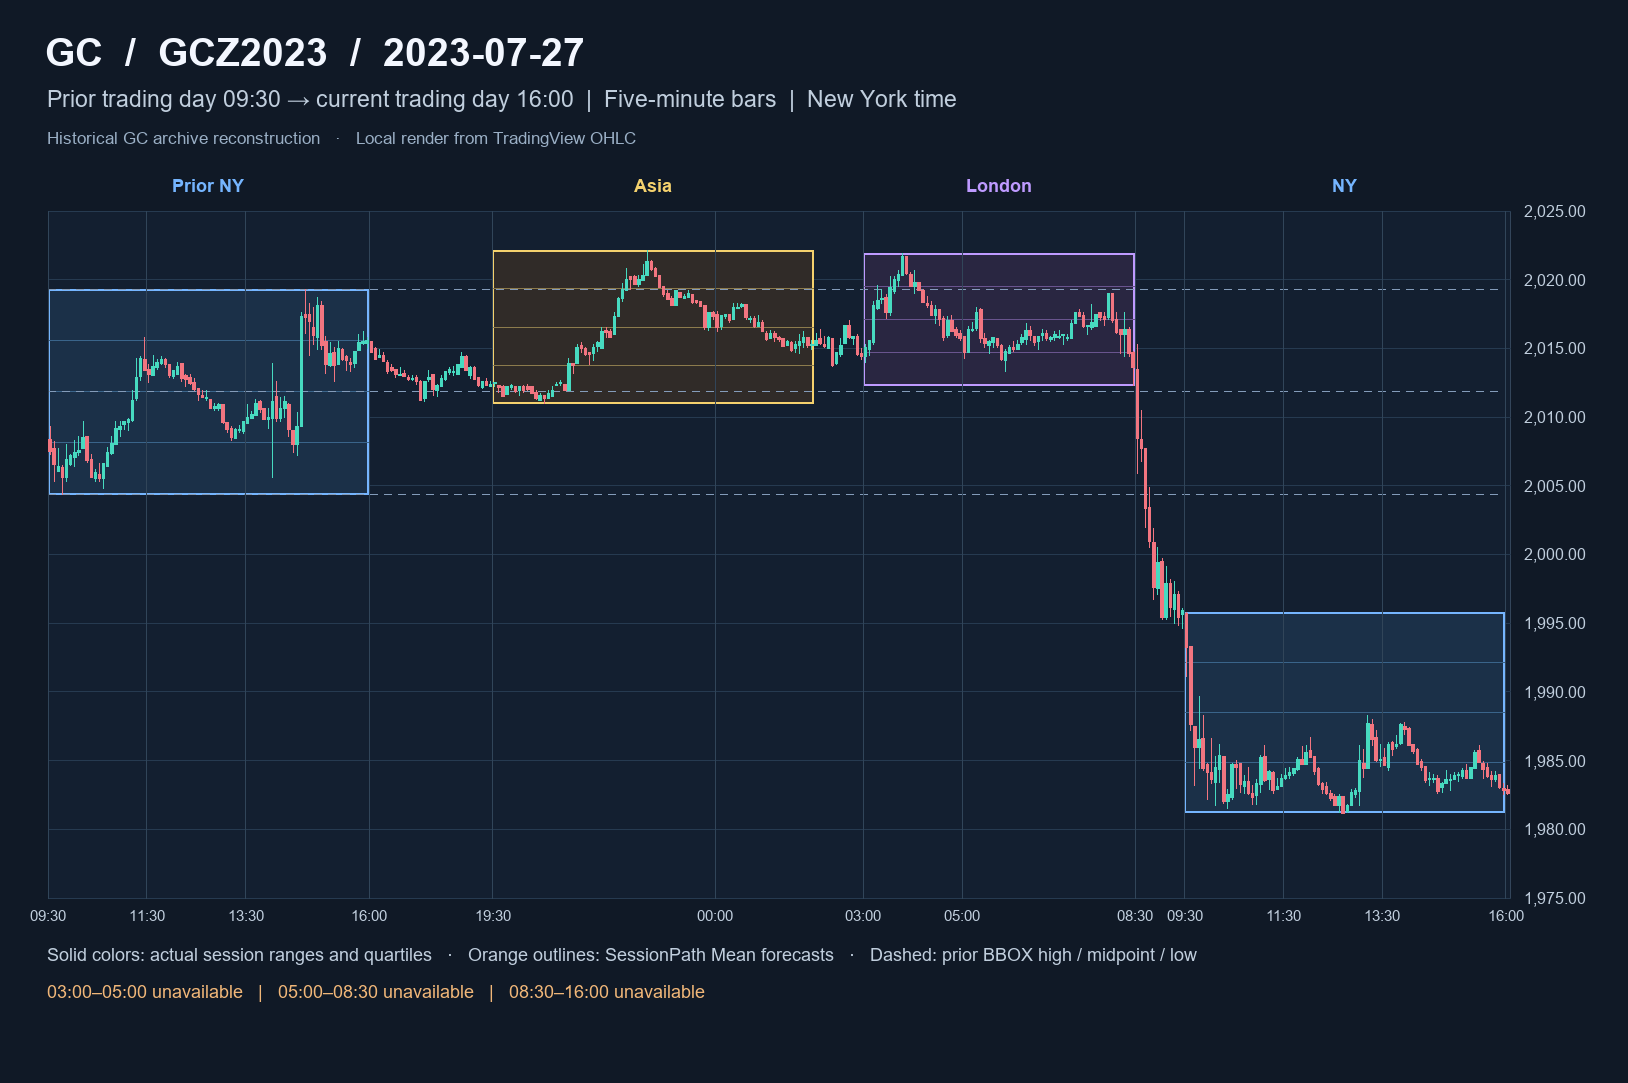 GC / GCZ2023 / 2023-07-27
Prior trading day 09:30 → current trading day 16:00 | Five-minute bars | New York time
Historical GC archive reconstruction · Local render from TradingView OHLC
Prior NY Asia London NY
2,025.00
2,020.00
2,015.00
2,010.00
2,005.00
2,000.00
1,995.00
1,990.00
1,985.00
1,980.00
1,975.00
09:30 11:30 13:30 16:00 19:30 00:00 03:00 05:00 08:30 09:30 11:30 13:30 16:00
Solid colors: actual session ranges and quartiles · Orange outlines: SessionPath Mean forecasts · Dashed: prior BBOX high / midpoint / low
03:00–05:00 unavailable | 05:00–08:30 unavailable | 08:30–16:00 unavailable